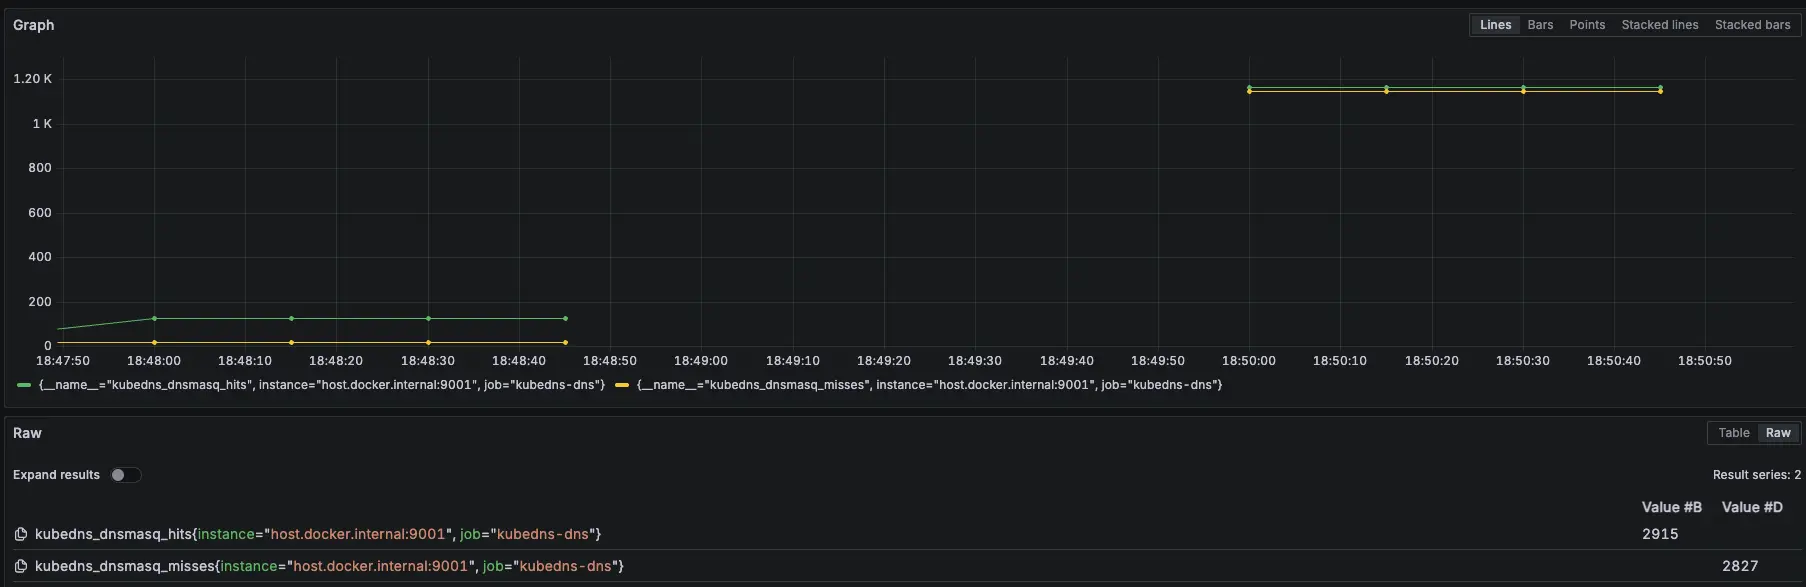 Graph
Lines Bars Points Stacked lines Stacked bars
1.20 K
1 K
800
600
400
200
0
18:47:50 18:48:00 18:48:10 18:48:20 18:48:30 18:48:40 18:48:50 18:49:00 18:49:10 18:49:20 18:49:30 18:49:40 18:49:50 18:50:00 18:50:10 18:50:20 18:50:30 18:50:40 18:50:50
{__name__="kubedns_dnsmasq_hits", instance="host.docker.internal:9001", job="kubedns-dns"} {__name__="kubedns_dnsmasq_misses", instance="host.docker.internal:9001", job="kubedns-dns"}
Raw
Table Raw
Expand results
Result series: 2
Value #B Value #D
kubedns_dnsmasq_hits{instance="host.docker.internal:9001", job="kubedns-dns"} 2915
kubedns_dnsmasq_misses{instance="host.docker.internal:9001", job="kubedns-dns"} 2827